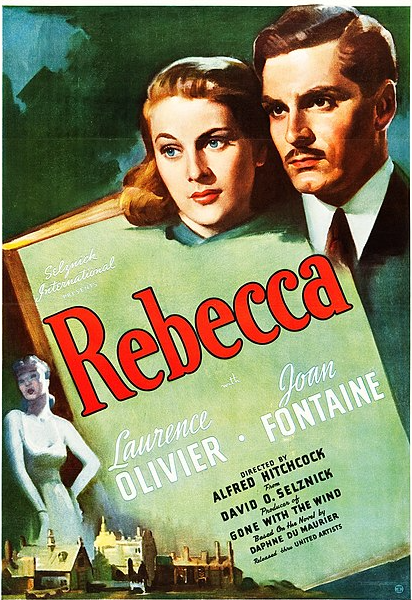 Selznick
International
PRESENTS
Rebecca
with
Laurence
OLIVIER ·
Joan
FONTAINE
DIRECTED BY
ALFRED HITCHCOCK
From
DAVID O. SELZNICK
Producer of
GONE WITH THE WIND
Based On the Novel by
DAPHNE DU MAURIER
Released thru UNITED ARTISTS